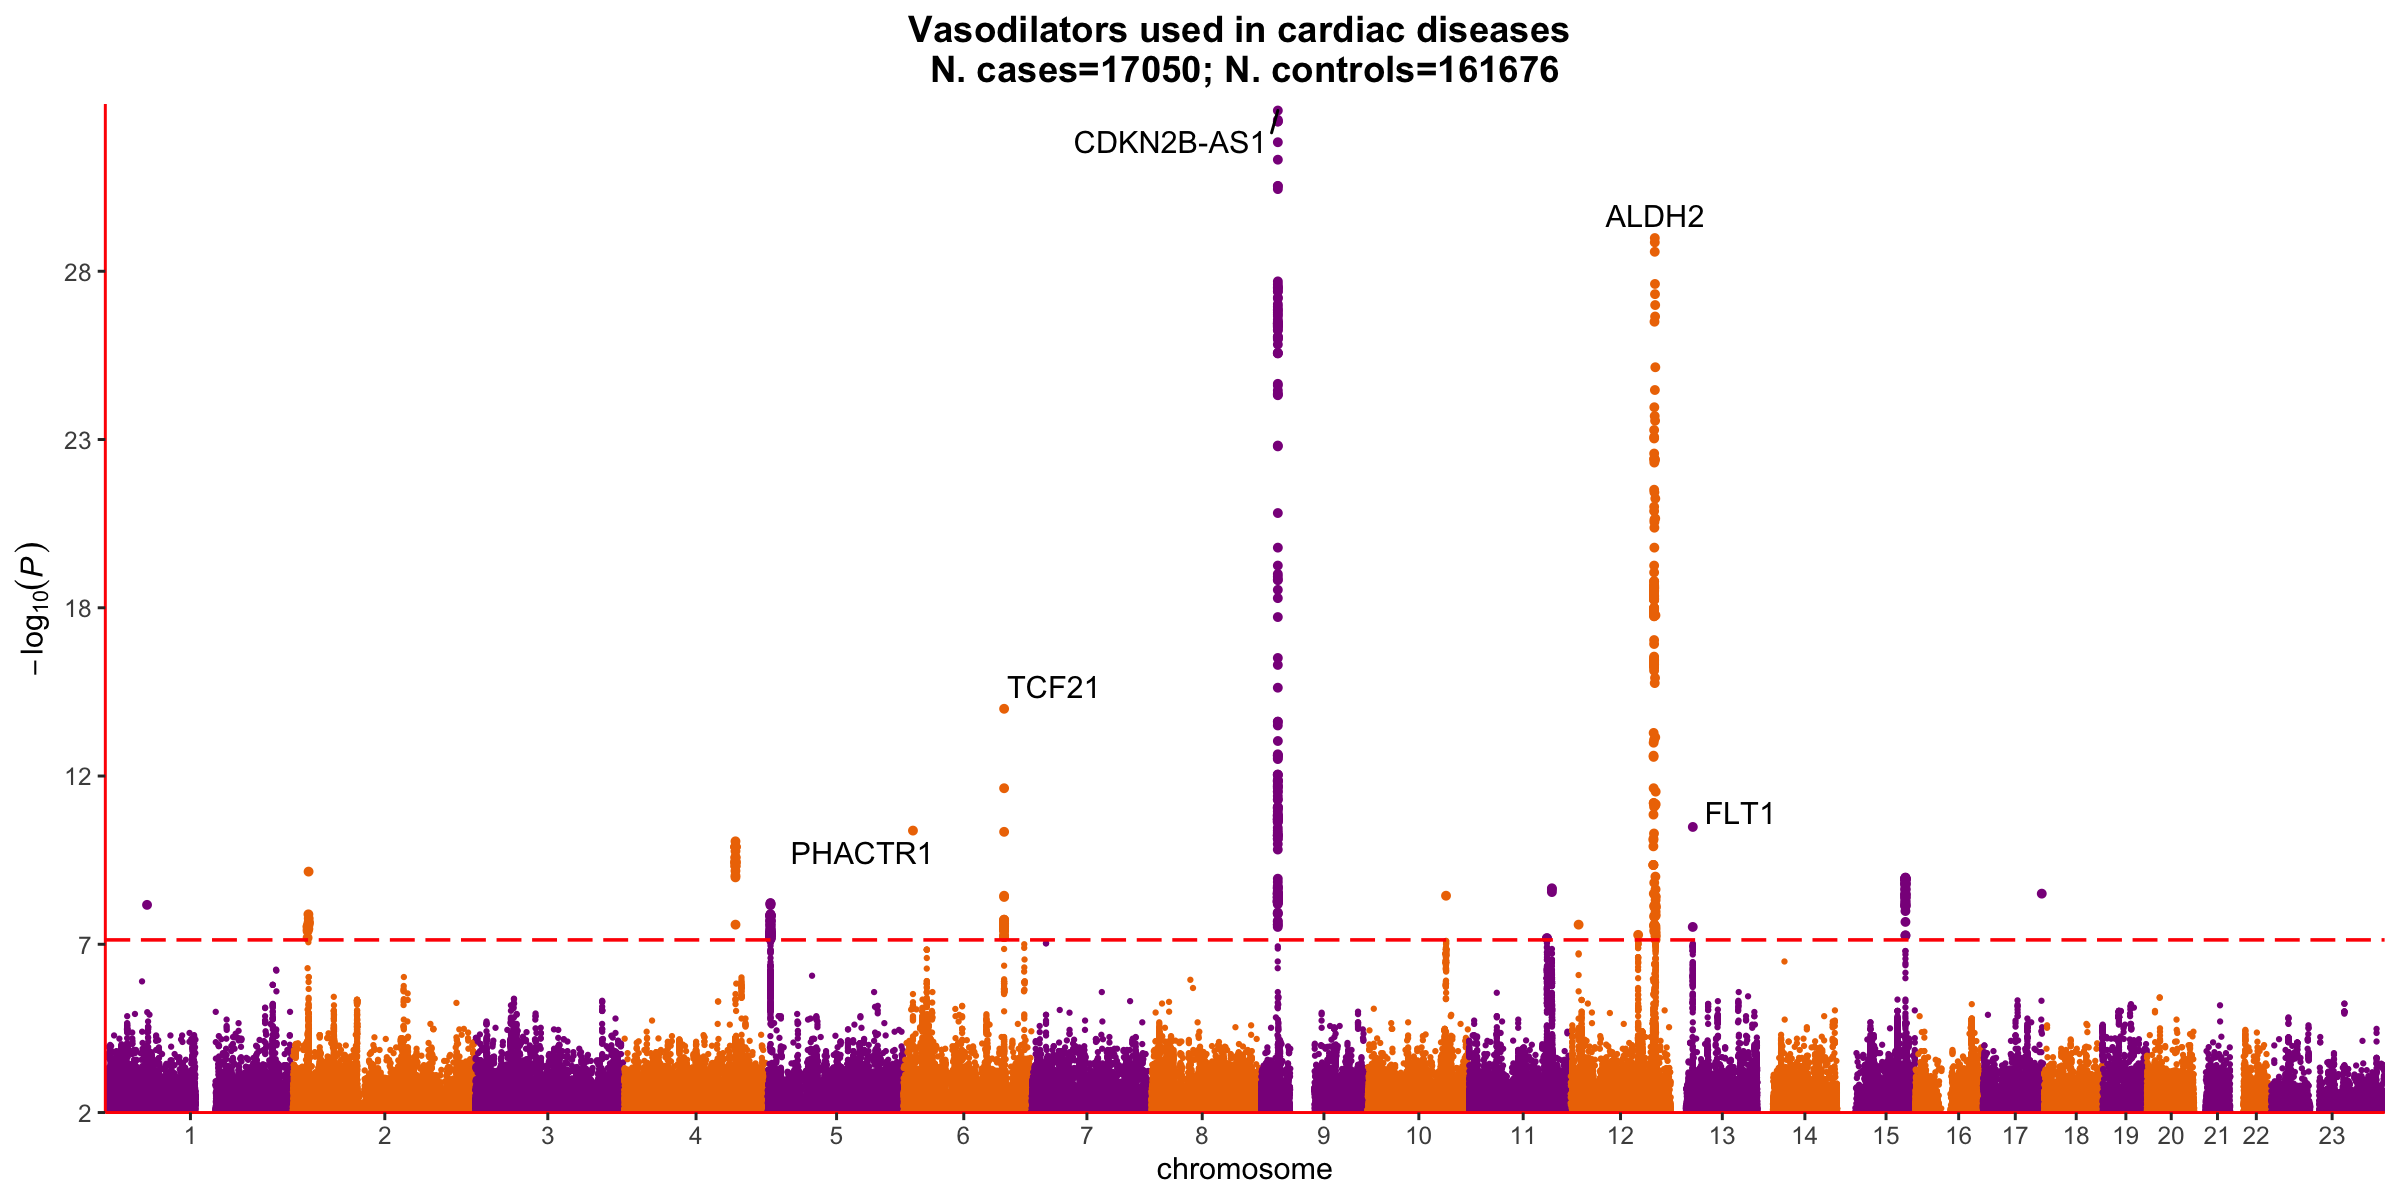 Vasodilators used in cardiac diseases
N. cases=17050; N. controls=161676
CDKN2B-AS1
ALDH2
28
23
18
−log10(P)
TCF21
12
FLT1
PHACTR1
7
2
1 2 3 4 5 6 7 8 9 10 11 12 13 14 15 16 17 18 19 20 21 22 23
chromosome